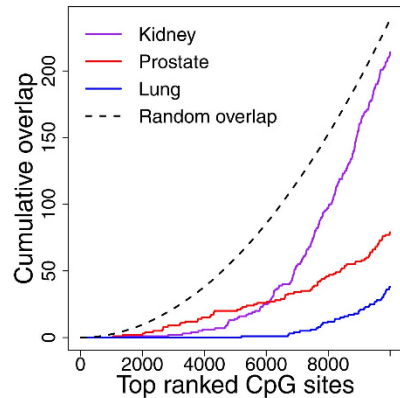 Kidney
Prostate
Lung
Random overlap
Cumulative overlap
0
50
100
150
200
0 2000 4000 6000 8000
Top ranked CpG sites